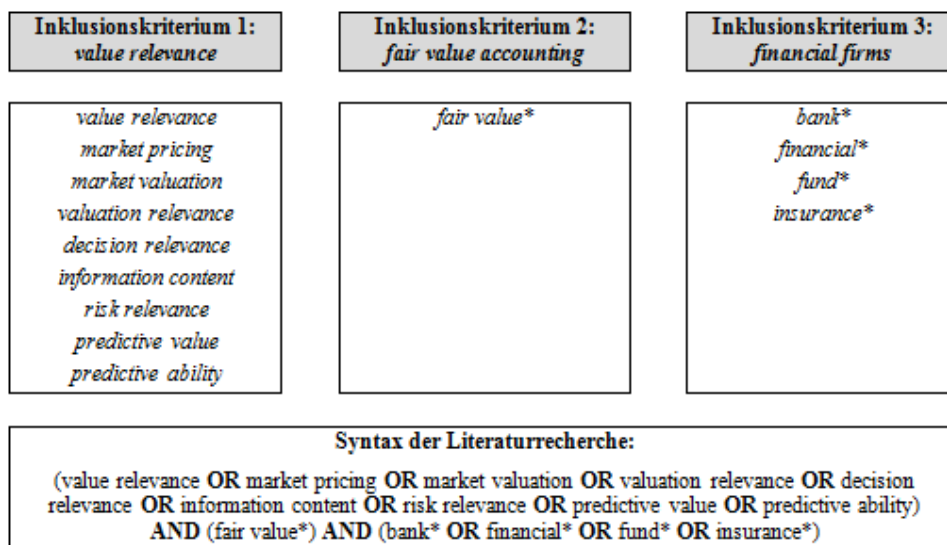 Inklusionskriterium 1:
value relevance
Inklusionskriterium 2:
fair value accounting
Inklusionskriterium 3:
financial firms
value relevance
market pricing
market valuation
valuation relevance
decision relevance
information content
risk relevance
predictive value
predictive ability
fair value*
bank*
financial*
fund*
insurance*
Syntax der Literaturrecherche:
(value relevance OR market pricing OR market valuation OR valuation relevance OR decision
relevance OR information content OR risk relevance OR predictive value OR predictive ability)
AND (fair value*) AND (bank* OR financial* OR fund* OR insurance*)